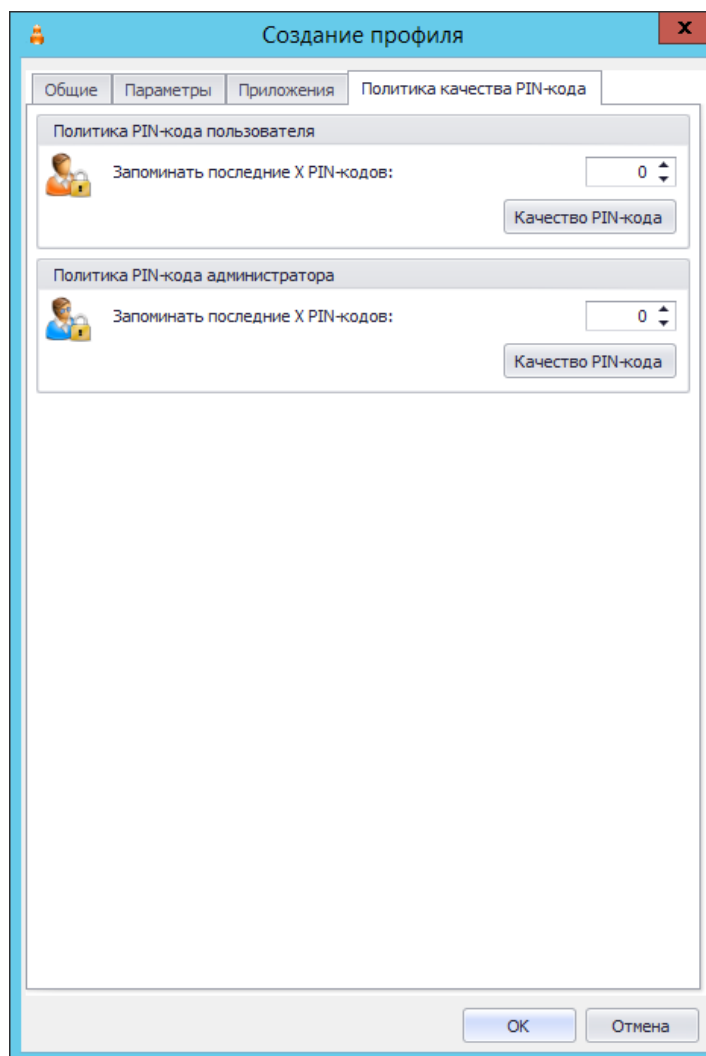 Создание профиля
x
Общие Параметры Приложения Политика качества PIN-кода
Политика PIN-кода пользователя
Запоминать последние X PIN-кодов: 0
Качество PIN-кода
Политика PIN-кода администратора
Запоминать последние X PIN-кодов: 0
Качество PIN-кода
OK Отмена